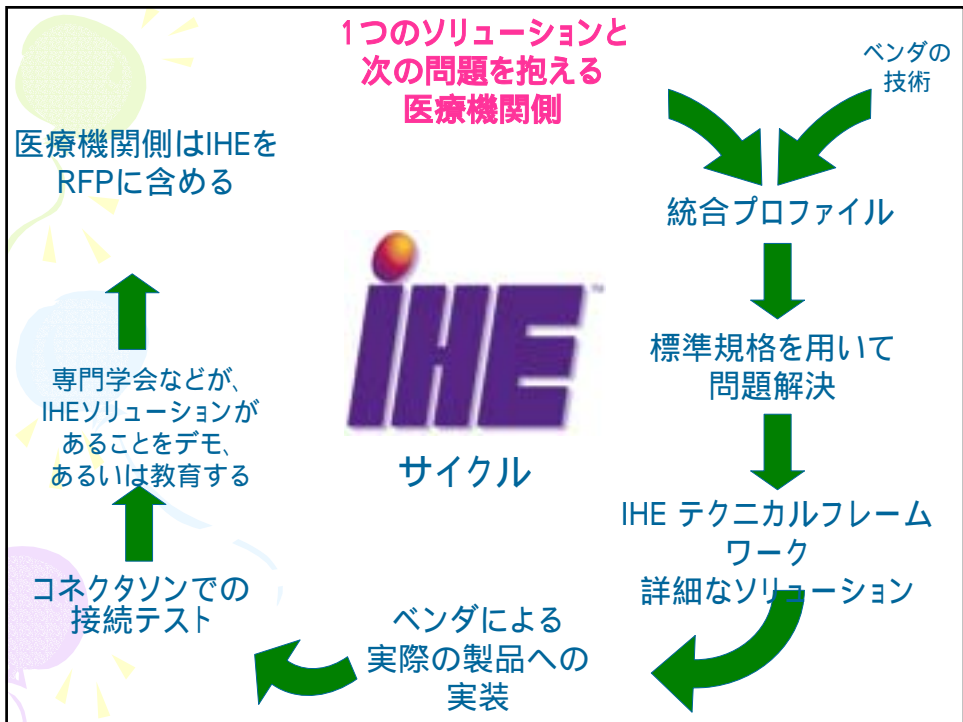 1つのソリューションと
次の問題を抱える
医療機関側
ベンダの
技術
統合プロファイル
標準規格を用いて
問題解決
IHE テクニカルフレーム
ワーク
詳細なソリューション
ベンダによる
実際の製品への
実装
コネクタソンでの
接続テスト
専門学会などが、
IHEソリューションが
あることをデモ、
あるいは教育する
医療機関側はIHEを
RFPに含める
IHE™
サイクル